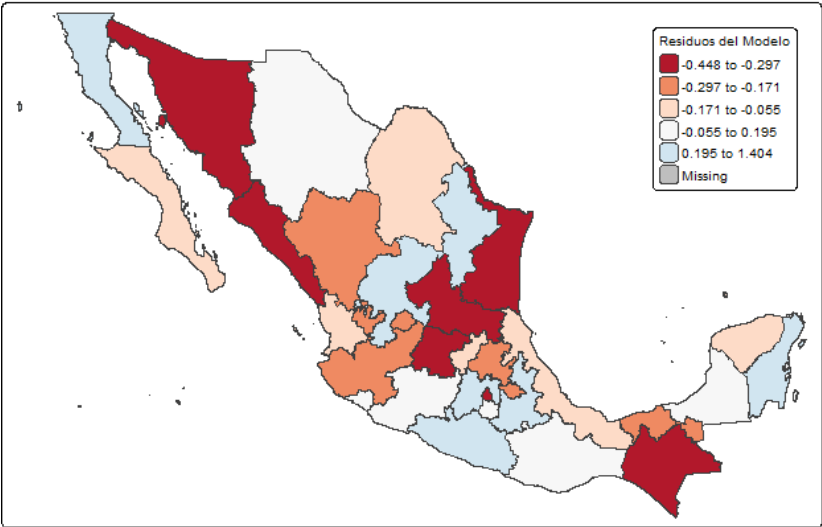 Residuos del Modelo
-0.448 to -0.297
-0.297 to -0.171
-0.171 to -0.055
-0.055 to 0.195
0.195 to 1.404
Missing